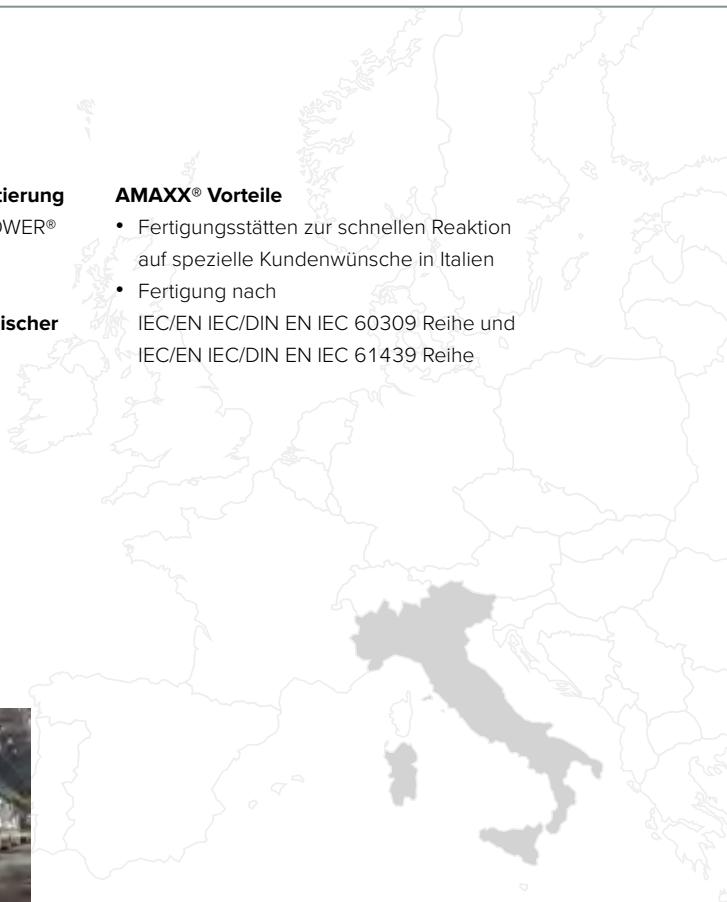 tierung
OWER®
ischer
AMAXX® Vorteile
• Fertigungsstätten zur schnellen Reaktion
auf spezielle Kundenwünsche in Italien
• Fertigung nach
IEC/EN IEC/DIN EN IEC 60309 Reihe und
IEC/EN IEC/DIN EN IEC 61439 Reihe